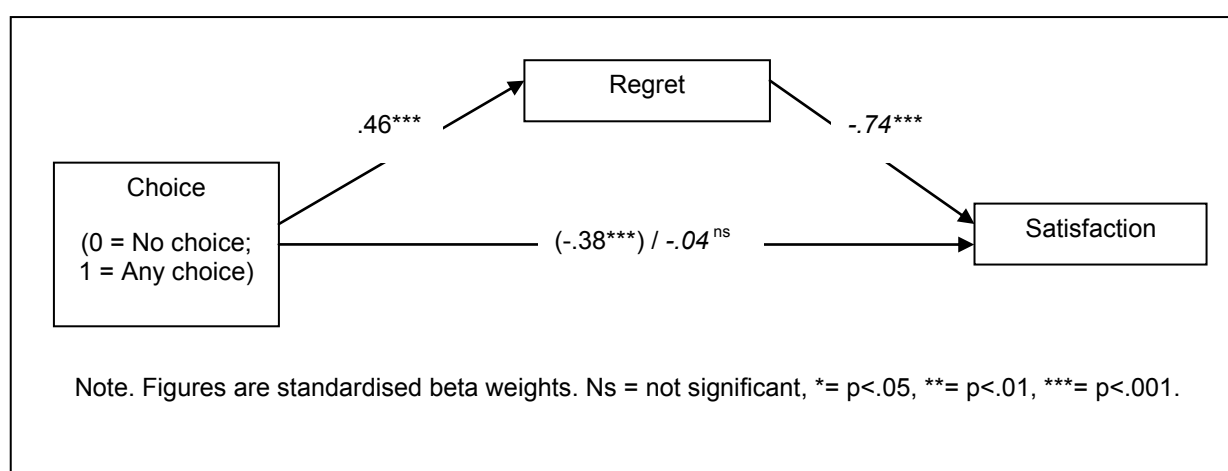 Regret
.46***
-.74***
Choice
(0 = No choice;
1 = Any choice)
(-.38***) / -.04 ns
Satisfaction
Note. Figures are standardised beta weights. Ns = not significant, *= p<.05, **= p<.01, ***= p<.001.